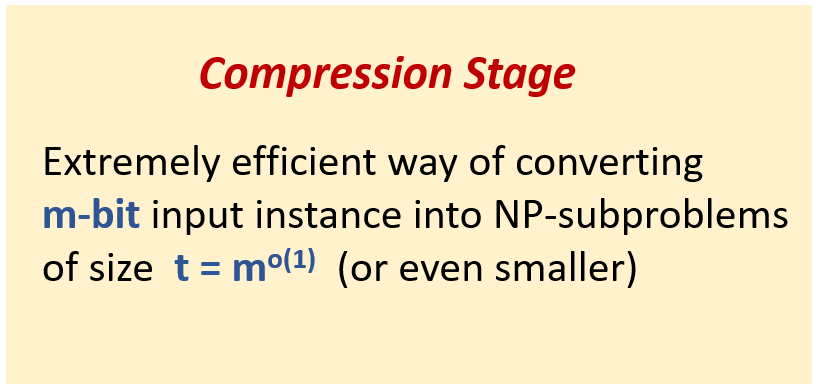 Compression Stage
Extremely efficient way of converting
m-bit input instance into NP-subproblems
of size t = m^o(1) (or even smaller)